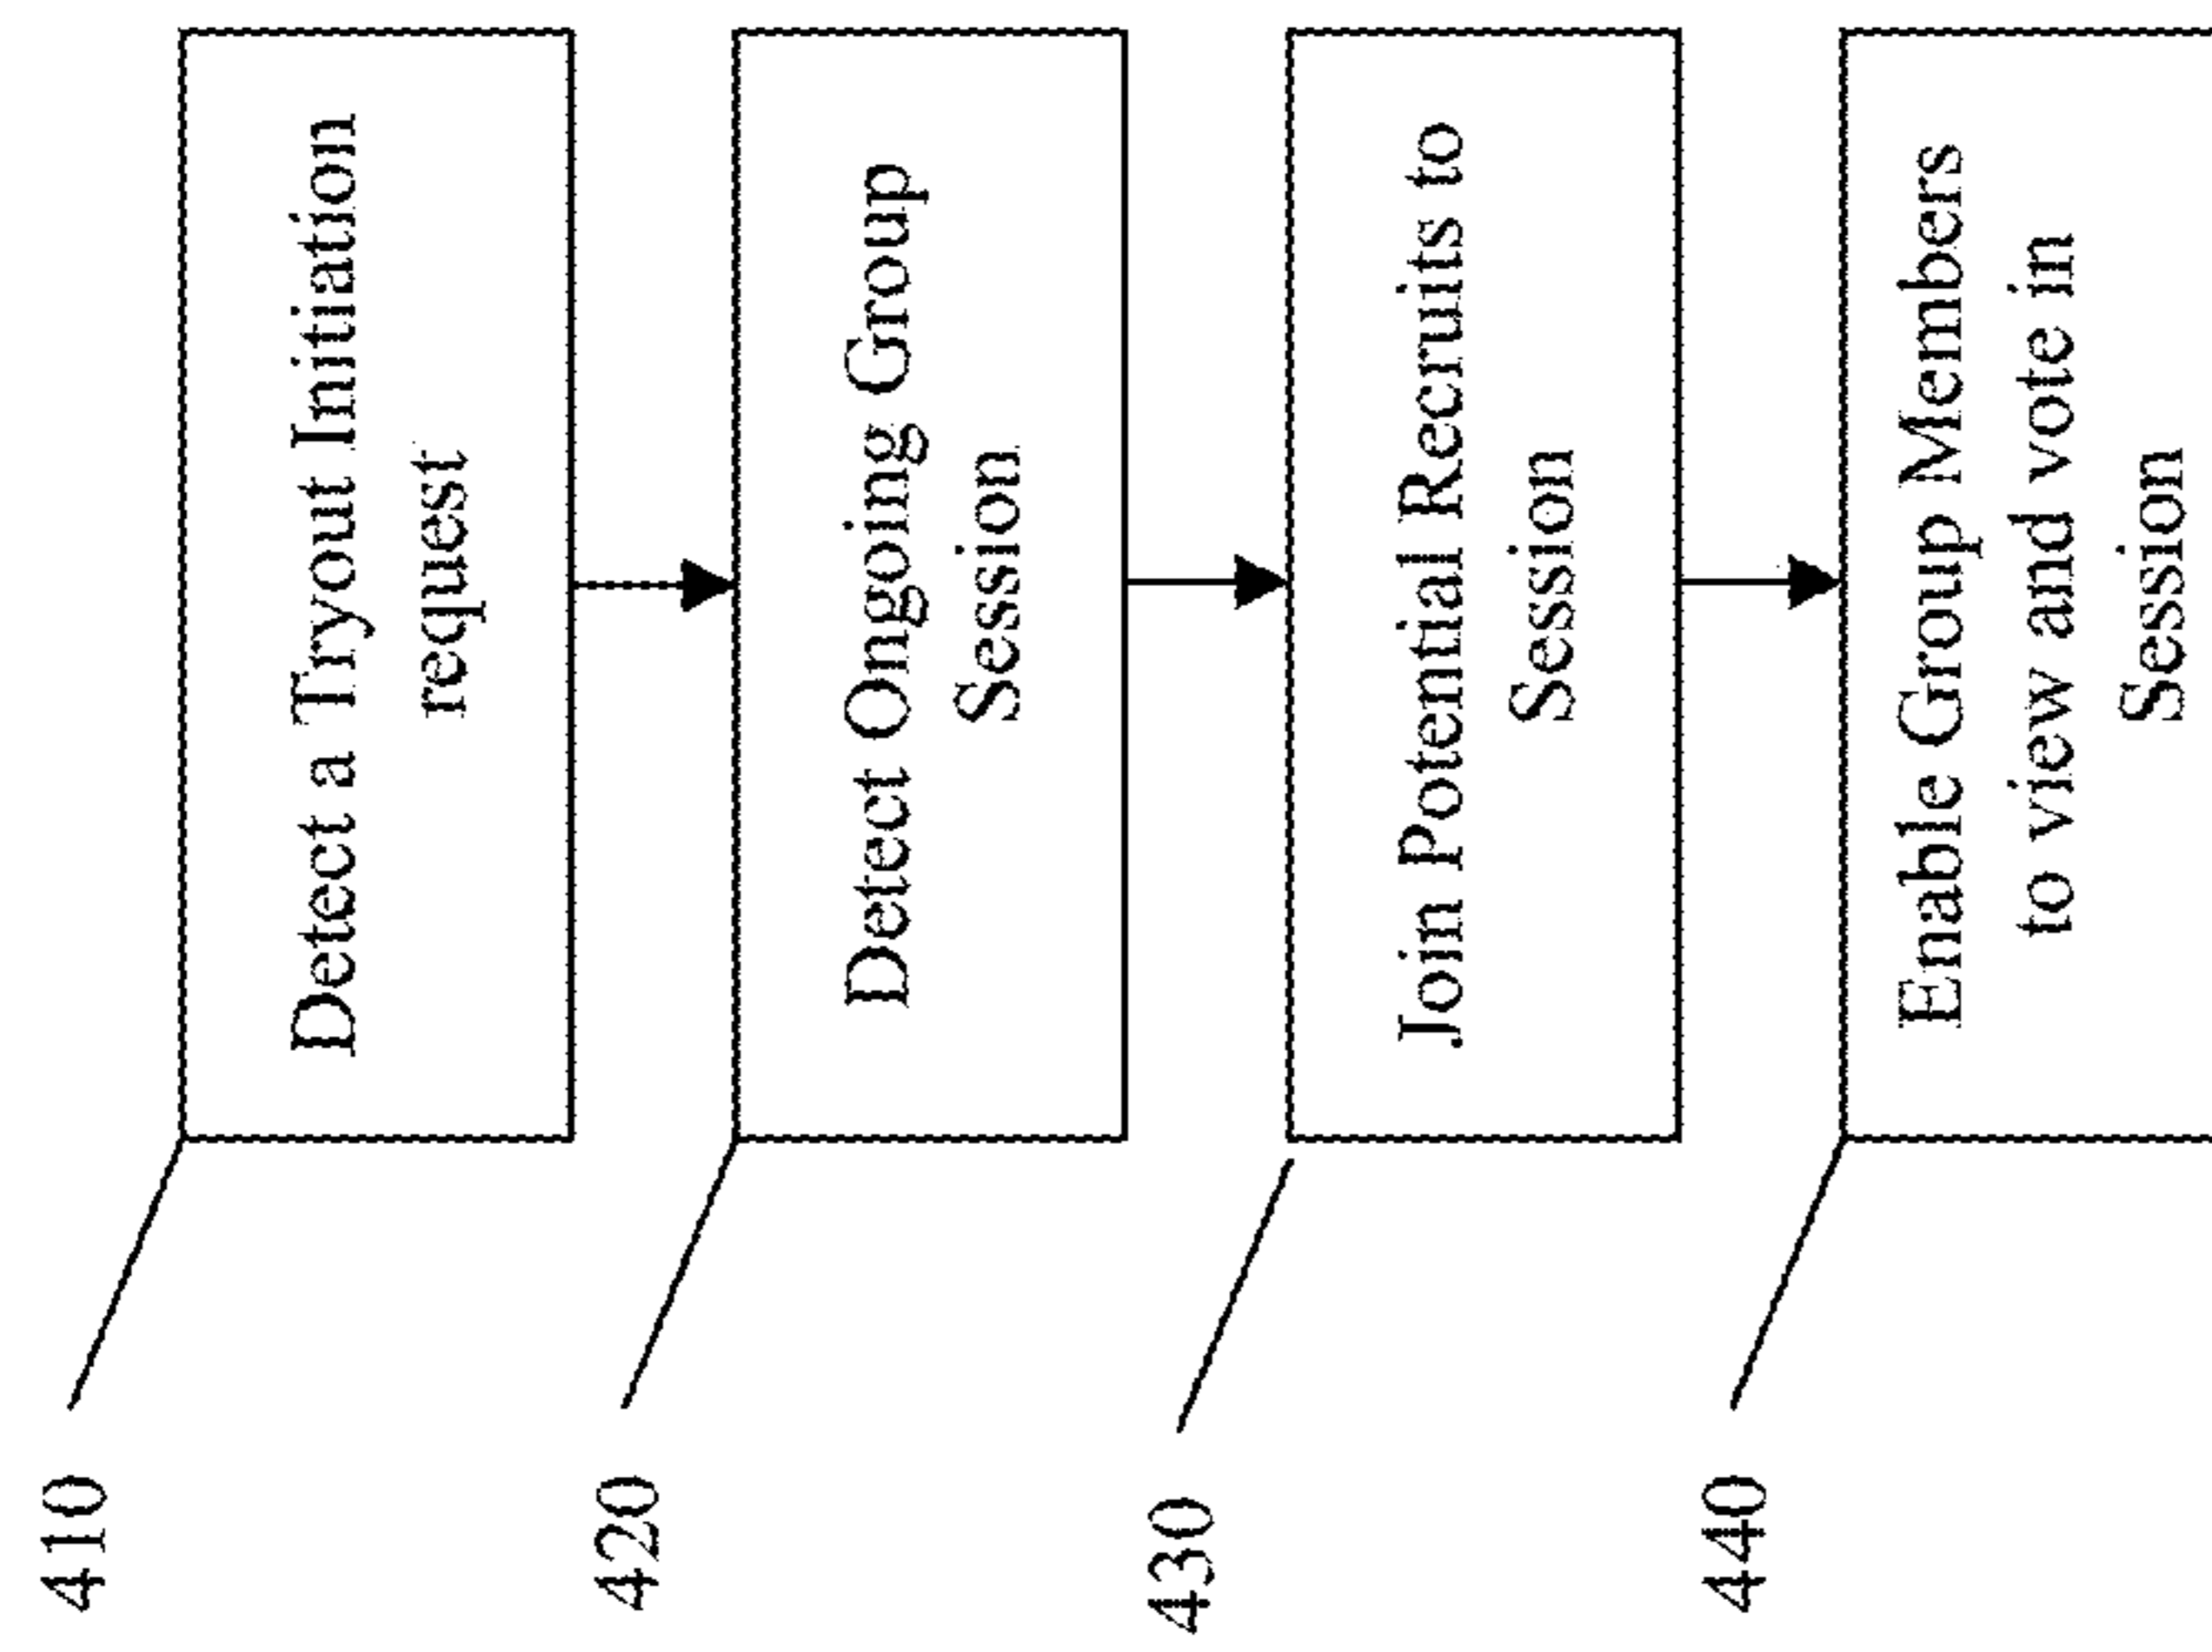 410
Detect a Tryout Initiation
request
420
Detect Ongoing Group
Session
430
Join Potential Recruits to
Session
440
Enable Group Members
to view and vote in
Session